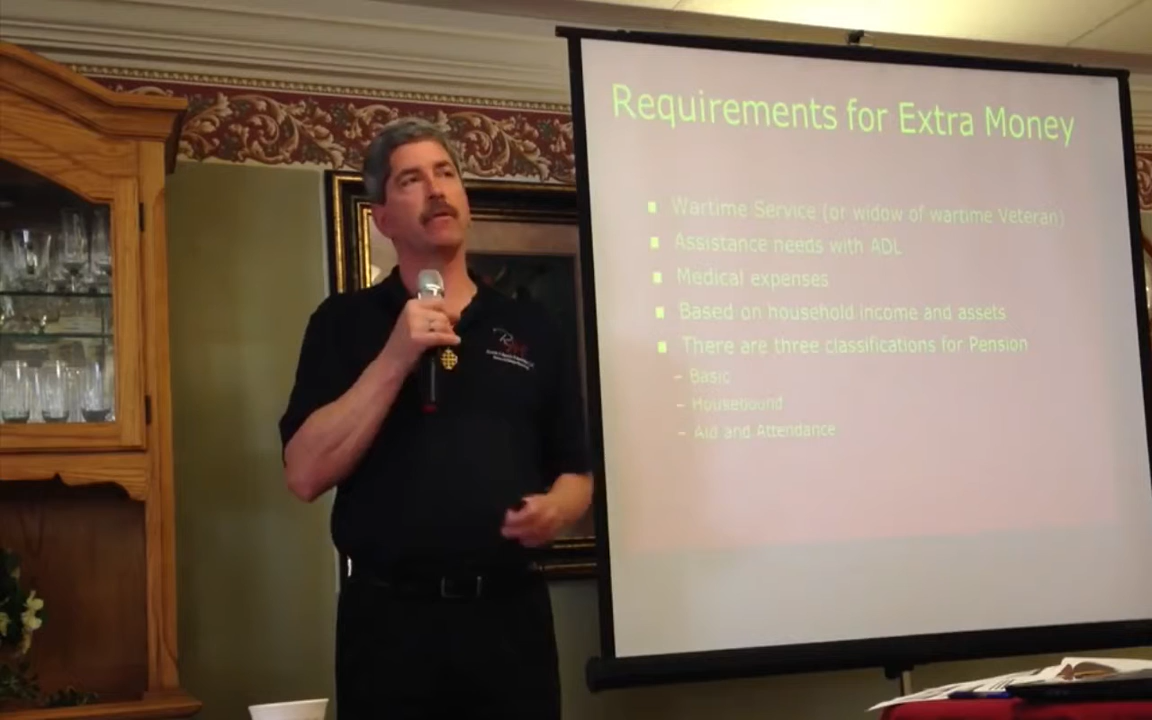 Requirements for Extra Money
Wartime Service (or widow of wartime Veteran)
Assistance needs with ADL
Medical expenses
Based on household income and assets
There are three classifications for Pension
– Basic
– Housebound
– Aid and Attendance